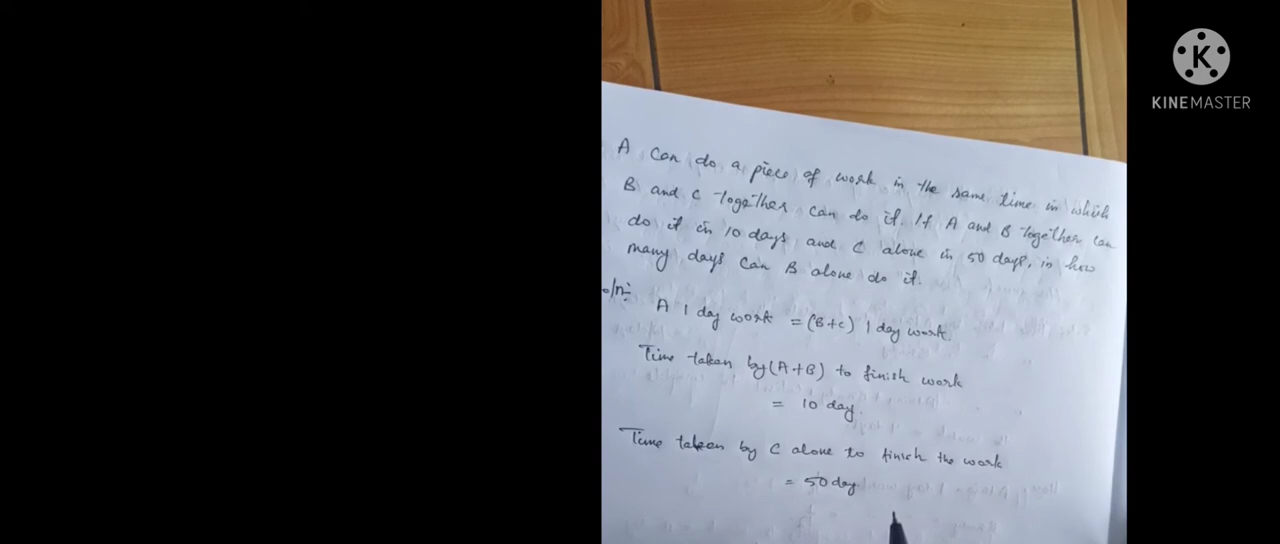 KINEMASTER
A can do a piece of work in the same time in which
B and C together can do it. If A and B together can
do it in 10 days and C alone in 50 days, in how
many days can B alone do it.
o/n:-
A 1 day work = (B+C) 1 day work.
Time taken by (A+B) to finish work
= 10 day.
Time taken by C alone to finish the work
= 50 day